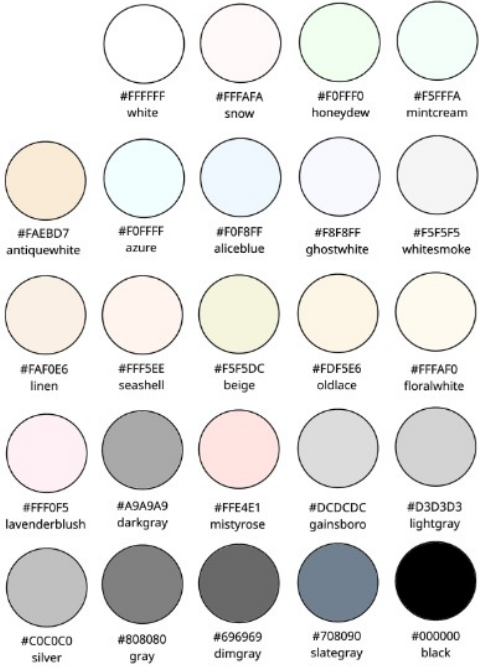 #FFFFFF
white
#FFFAFA
snow
#F0FFF0
honeydew
#F5FFFA
mintcream
#FAEBD7
antiquewhite
#F0FFFF
azure
#F0F8FF
aliceblue
#F8F8FF
ghostwhite
#F5F5F5
whitesmoke
#FAF0E6
linen
#FFF5EE
seashell
#F5F5DC
beige
#FDF5E6
oldlace
#FFFAF0
floralwhite
#FFF0F5
lavenderblush
#A9A9A9
darkgray
#FFE4E1
mistyrose
#DCDCDC
gainsboro
#D3D3D3
lightgray
#C0C0C0
silver
#808080
gray
#696969
dimgray
#708090
slategray
#000000
black